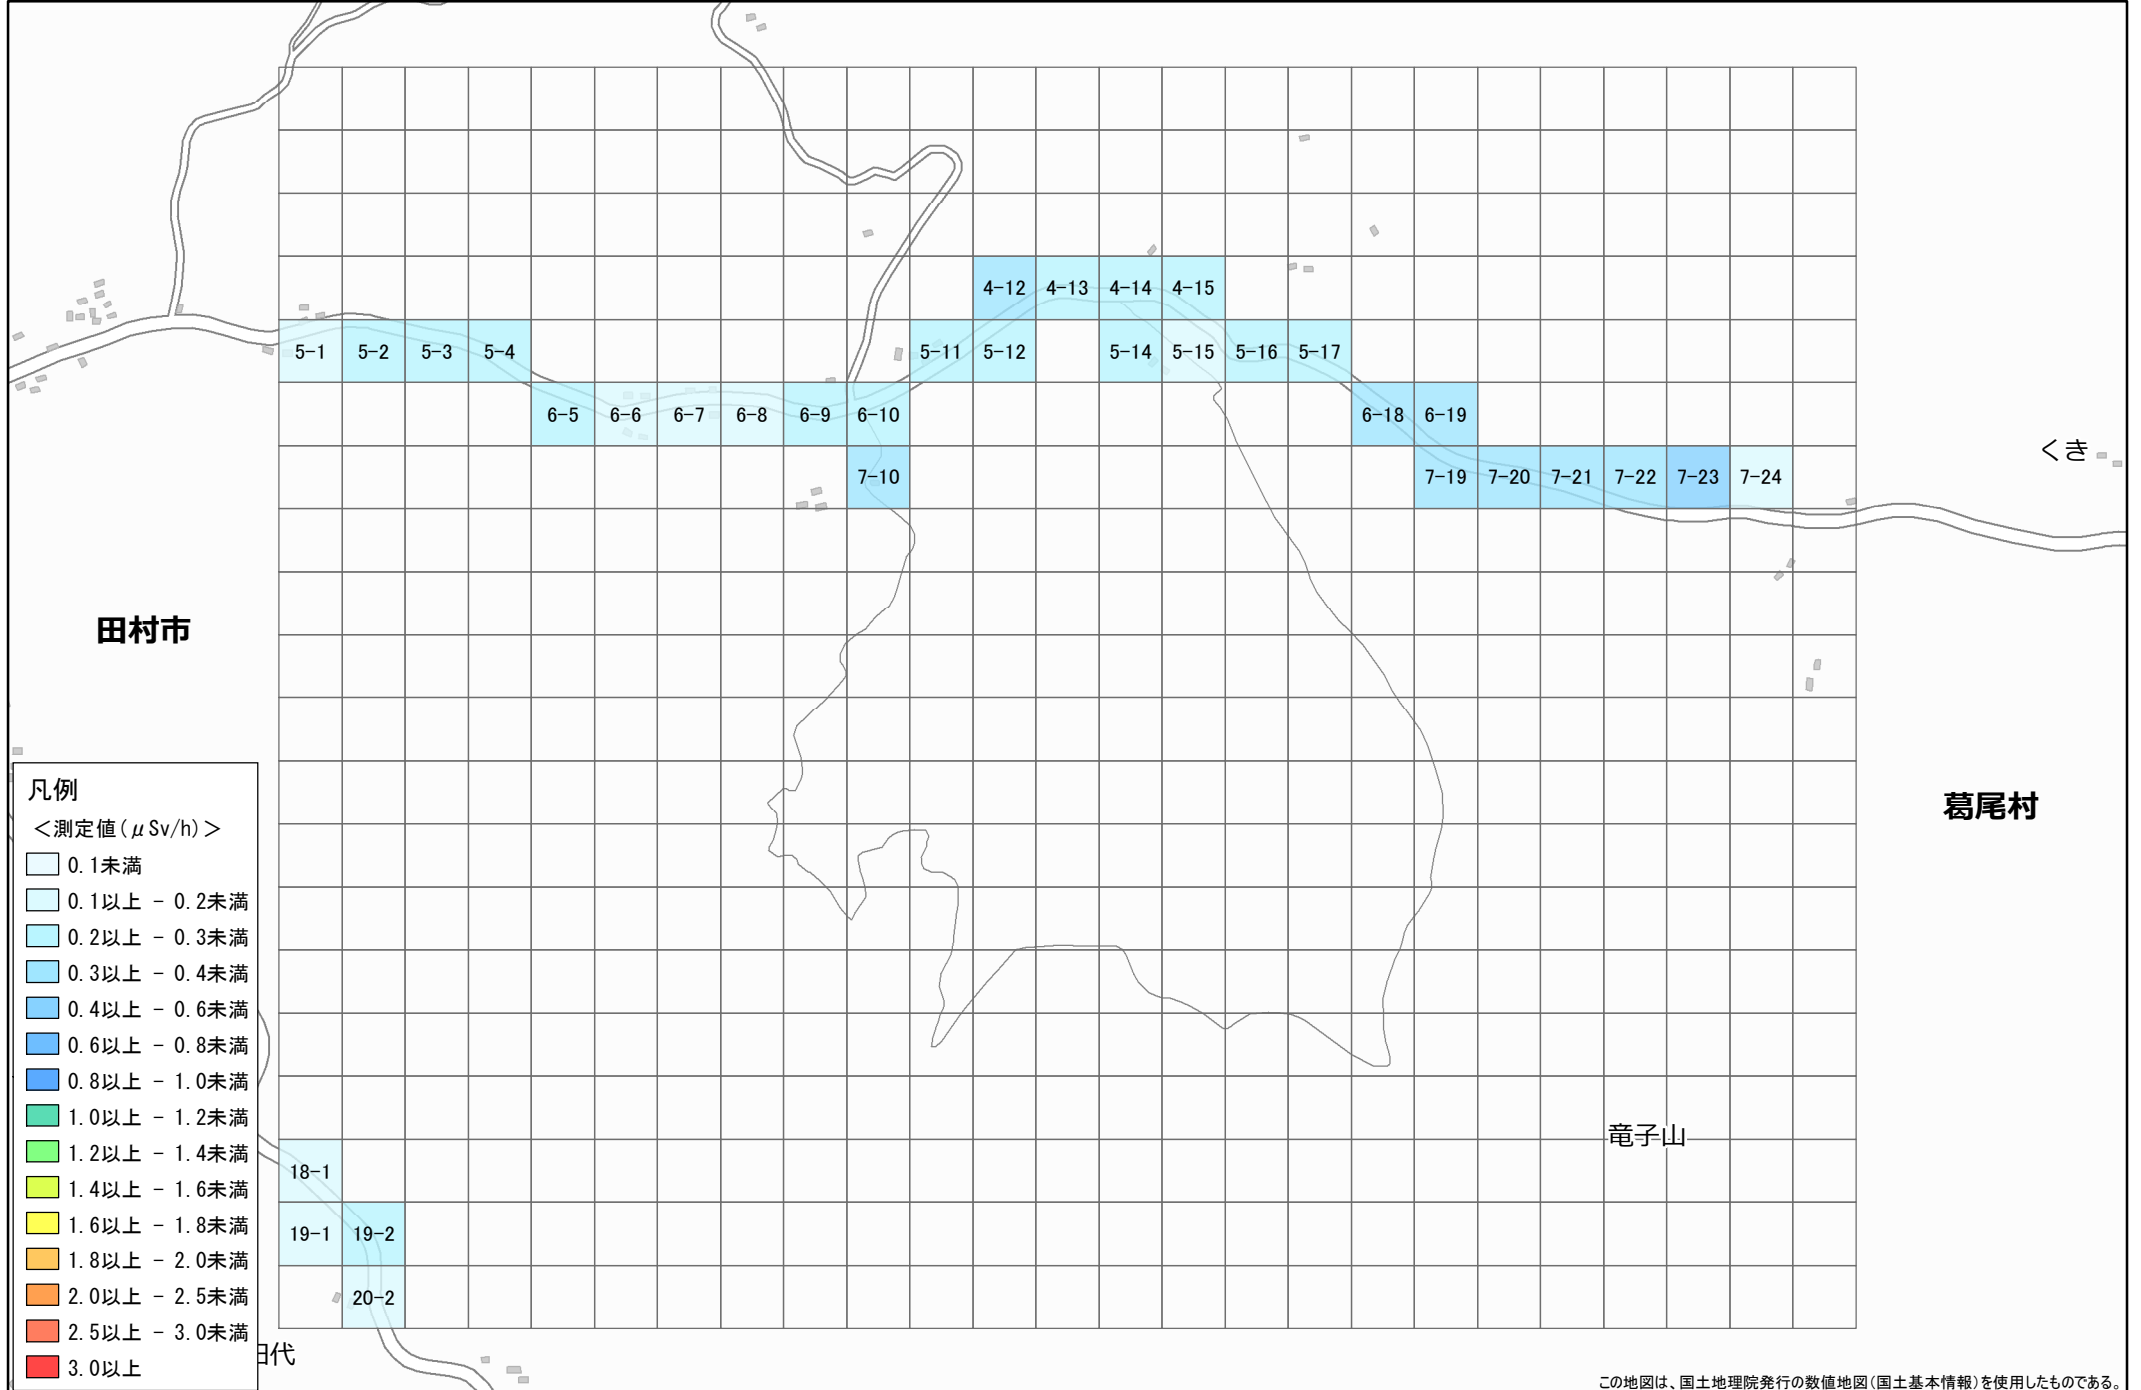 4-12 4-13 4-14 4-15
5-1 5-2 5-3 5-4 5-11 5-12 5-14 5-15 5-16 5-17
6-5 6-6 6-7 6-8 6-9 6-10 6-18 6-19
くき
7-10 7-19 7-20 7-21 7-22 7-23 7-24
田村市
葛尾村
凡例
＜測定値(μSv/h)＞
0.1未満
0.1以上 - 0.2未満
0.2以上 - 0.3未満
0.3以上 - 0.4未満
0.4以上 - 0.6未満
0.6以上 - 0.8未満
0.8以上 - 1.0未満
1.0以上 - 1.2未満
1.2以上 - 1.4未満
1.4以上 - 1.6未満
1.6以上 - 1.8未満
1.8以上 - 2.0未満
2.0以上 - 2.5未満
2.5以上 - 3.0未満
3.0以上
竜子山
18-1
19-1 19-2
20-2
代
この地図は、国土地理院発行の数値地図(国土基本情報)を使用したものである。